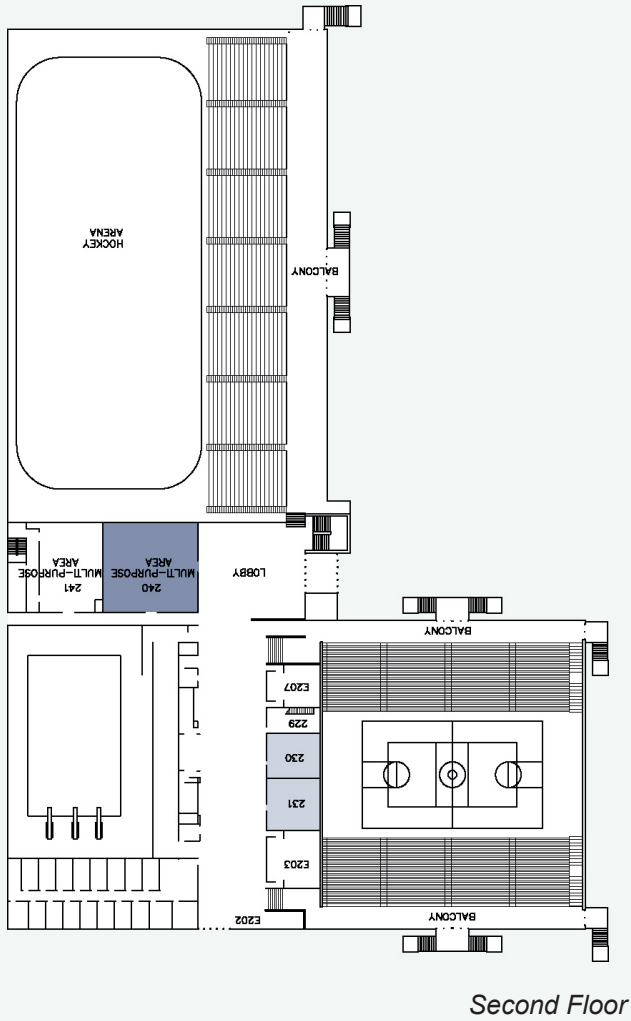 HOCKEY
ARENA
BALCONY
241
MULTI-PURPOSE
AREA
240
MULTI-PURPOSE
AREA
LOBBY
BALCONY
E207
229
230
231
E203
E202
BALCONY
Second Floor